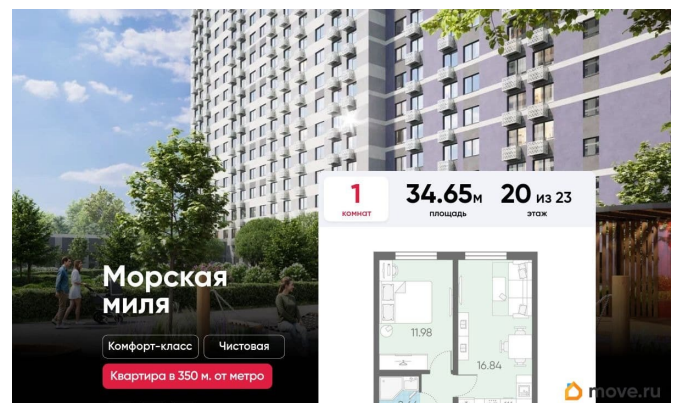 1
комнат
34.65м
площадь
20 из 23
этаж
Морская
миля
Комфорт-класс
Чистовая
Квартира в 350 м. от метро
11.98
16.84
move.ru